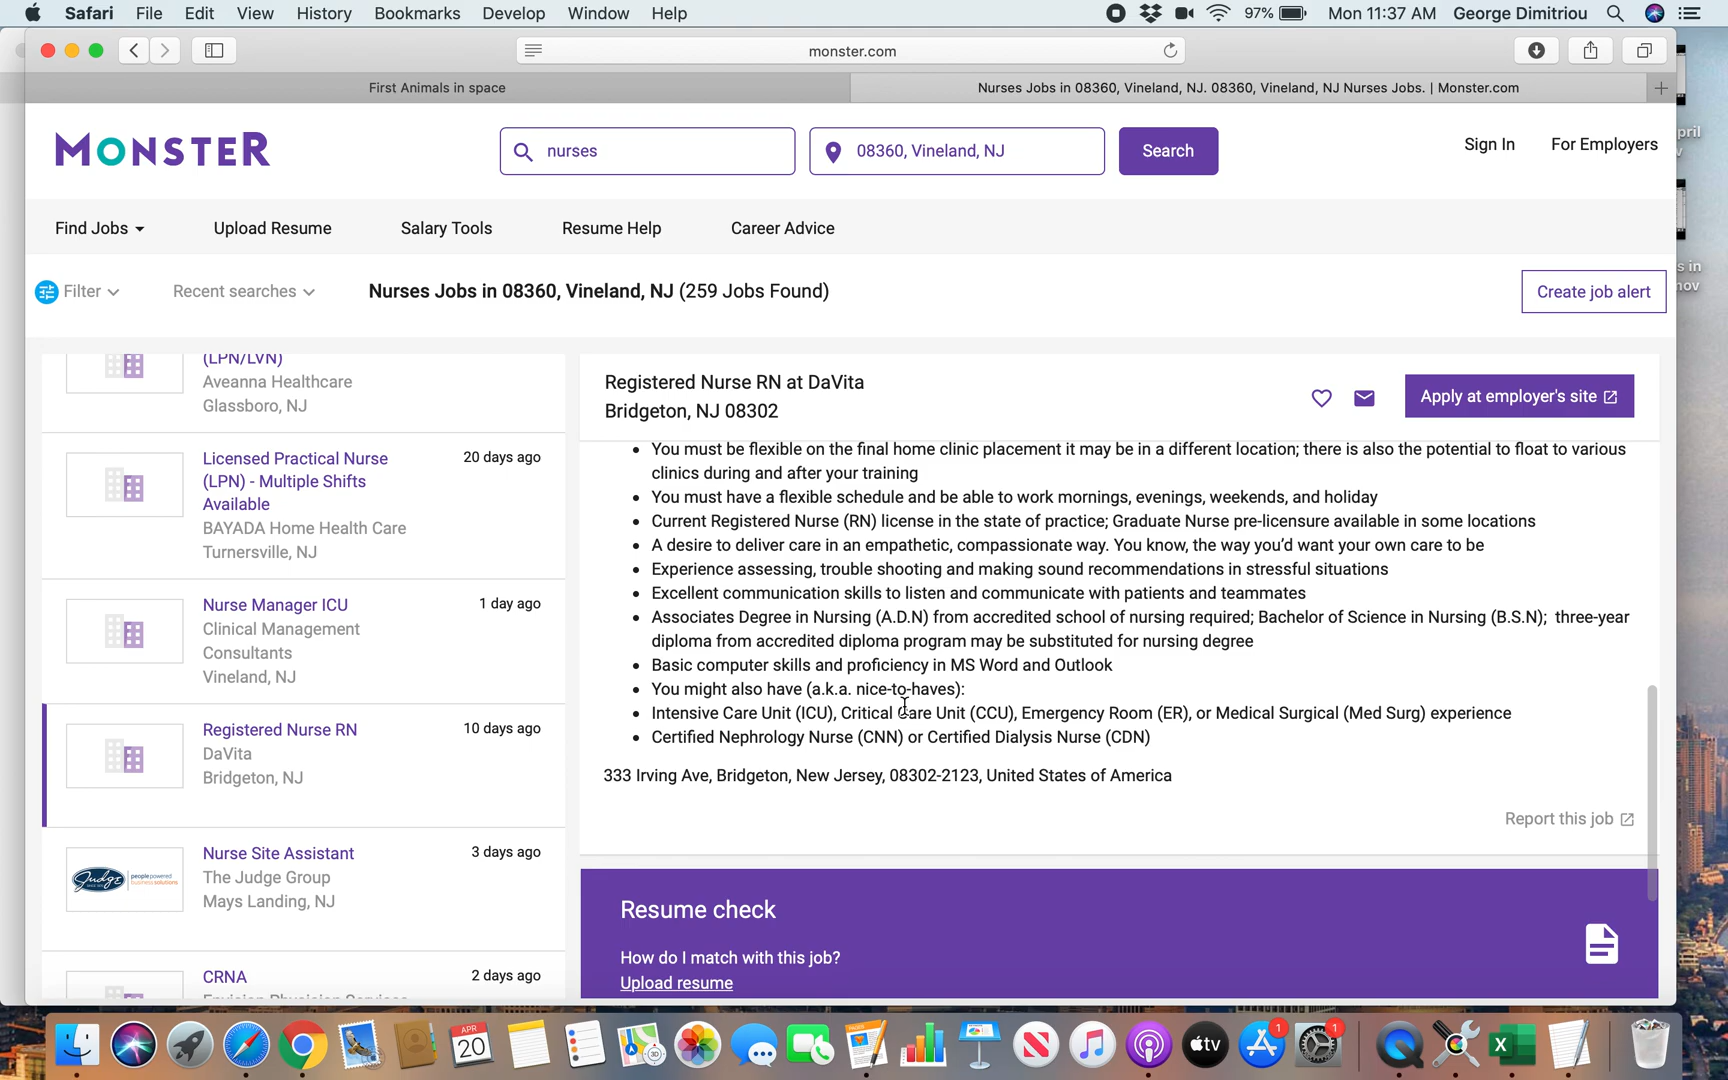 Safari File Edit View History Bookmarks Develop Window Help 97% Mon 11:37 AM George Dimitriou
monster.com
First Animals in space
Nurses Jobs in 08360, Vineland, NJ. 08360, Vineland, NJ Nurses Jobs. | Monster.com
MONSTER
nurses
08360, Vineland, NJ
Search
Sign In
For Employers
Find Jobs
Upload Resume
Salary Tools
Resume Help
Career Advice
Filter
Recent searches
Nurses Jobs in 08360, Vineland, NJ (259 Jobs Found)
Create job alert
(LPN/LVN)
Aveanna Healthcare
Glassboro, NJ
Licensed Practical Nurse
(LPN) - Multiple Shifts
Available
BAYADA Home Health Care
Turnersville, NJ
20 days ago
Nurse Manager ICU
Clinical Management
Consultants
Vineland, NJ
1 day ago
Registered Nurse RN
DaVita
Bridgeton, NJ
10 days ago
Judge people powered
business solutions
Nurse Site Assistant
The Judge Group
Mays Landing, NJ
3 days ago
CRNA
2 days ago
Registered Nurse RN at DaVita
Bridgeton, NJ 08302
Apply at employer's site
• You must be flexible on the final home clinic placement it may be in a different location; there is also the potential to float to various
clinics during and after your training
• You must have a flexible schedule and be able to work mornings, evenings, weekends, and holiday
• Current Registered Nurse (RN) license in the state of practice; Graduate Nurse pre-licensure available in some locations
• A desire to deliver care in an empathetic, compassionate way. You know, the way you’d want your own care to be
• Experience assessing, trouble shooting and making sound recommendations in stressful situations
• Excellent communication skills to listen and communicate with patients and teammates
• Associates Degree in Nursing (A.D.N) from accredited school of nursing required; Bachelor of Science in Nursing (B.S.N); three-year
diploma from accredited diploma program may be substituted for nursing degree
• Basic computer skills and proficiency in MS Word and Outlook
• You might also have (a.k.a. nice-to-haves):
• Intensive Care Unit (ICU), Critical Care Unit (CCU), Emergency Room (ER), or Medical Surgical (Med Surg) experience
• Certified Nephrology Nurse (CNN) or Certified Dialysis Nurse (CDN)
333 Irving Ave, Bridgeton, New Jersey, 08302-2123, United States of America
Report this job
Resume check
How do I match with this job?
Upload resume
APR
20
3D
PAGES
tv
1
1
X